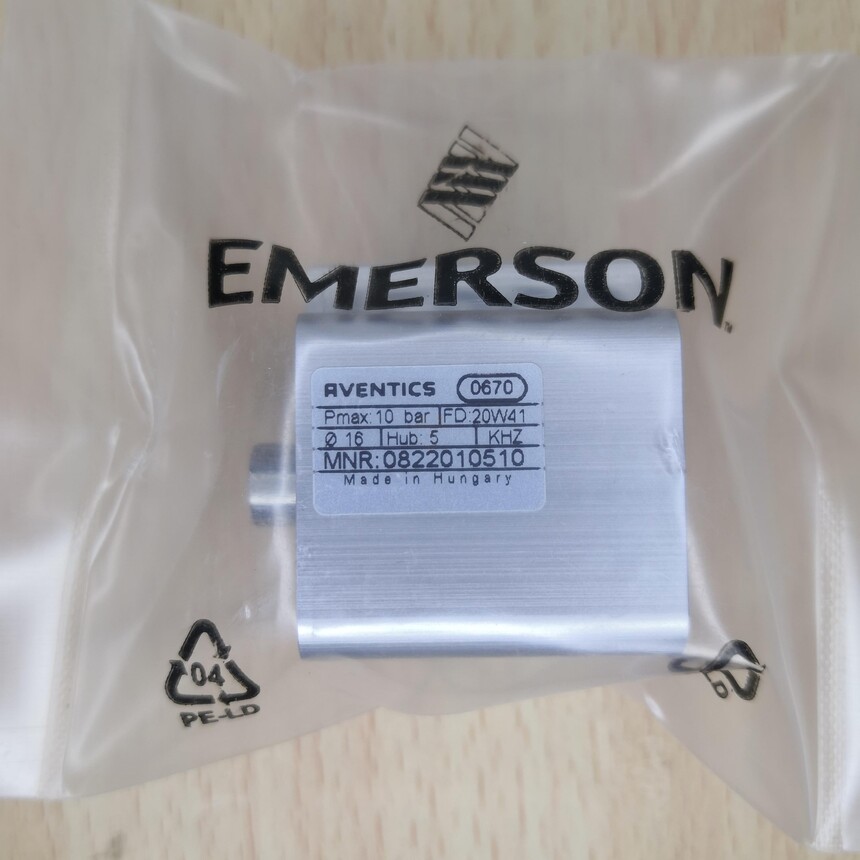 EMERSON
AVENTICS 0670
Pmax: 10 bar FD: 20W41
Ø 16 Hub: 5 KHZ
MNR: 0822010510
Made in Hungary
04
PE-LD